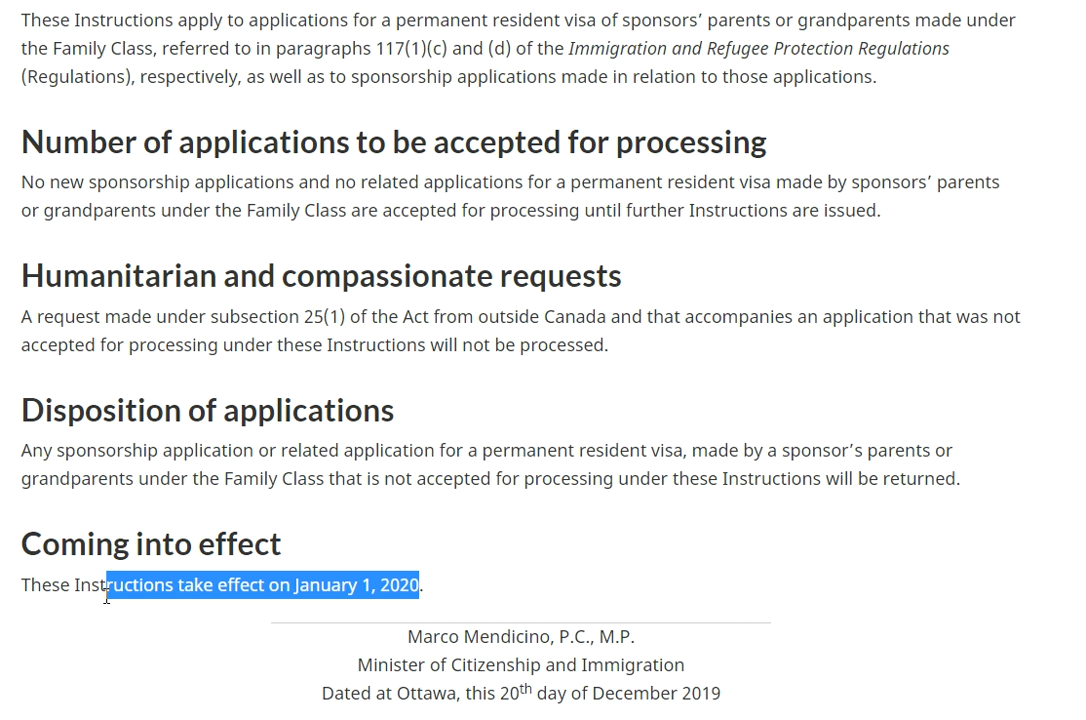 These Instructions apply to applications for a permanent resident visa of sponsors’ parents or grandparents made under
the Family Class, referred to in paragraphs 117(1)(c) and (d) of the Immigration and Refugee Protection Regulations
(Regulations), respectively, as well as to sponsorship applications made in relation to those applications.
Number of applications to be accepted for processing
No new sponsorship applications and no related applications for a permanent resident visa made by sponsors’ parents
or grandparents under the Family Class are accepted for processing until further Instructions are issued.
Humanitarian and compassionate requests
A request made under subsection 25(1) of the Act from outside Canada and that accompanies an application that was not
accepted for processing under these Instructions will not be processed.
Disposition of applications
Any sponsorship application or related application for a permanent resident visa, made by a sponsor’s parents or
grandparents under the Family Class that is not accepted for processing under these Instructions will be returned.
Coming into effect
These Instructions take effect on January 1, 2020.
Marco Mendicino, P.C., M.P.
Minister of Citizenship and Immigration
Dated at Ottawa, this 20th day of December 2019